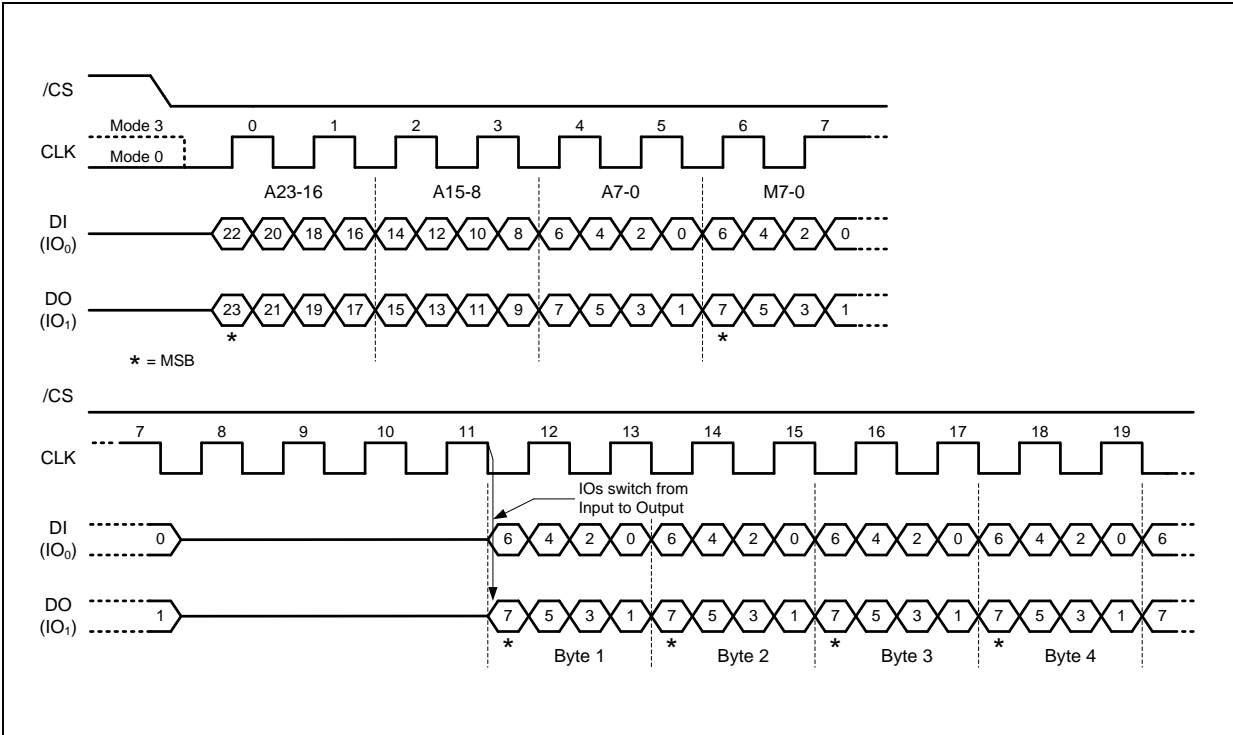 /CS
Mode 3 0 1 2 3 4 5 6 7
CLK
Mode 0
A23-16 A15-8 A7-0 M7-0
DI
(IO₀)
22 20 18 16 14 12 10 8 6 4 2 0 6 4 2 0
DO
(IO₁)
23 21 19 17 15 13 11 9 7 5 3 1 7 5 3 1
* *
* = MSB
/CS
7 8 9 10 11 12 13 14 15 16 17 18 19
CLK
IOs switch from
Input to Output
DI
(IO₀)
0 6 4 2 0 6 4 2 0 6 4 2 0 6 4 2 0 6
DO
(IO₁)
1 7 5 3 1 7 5 3 1 7 5 3 1 7 5 3 1 7
* Byte 1 * Byte 2 * Byte 3 * Byte 4